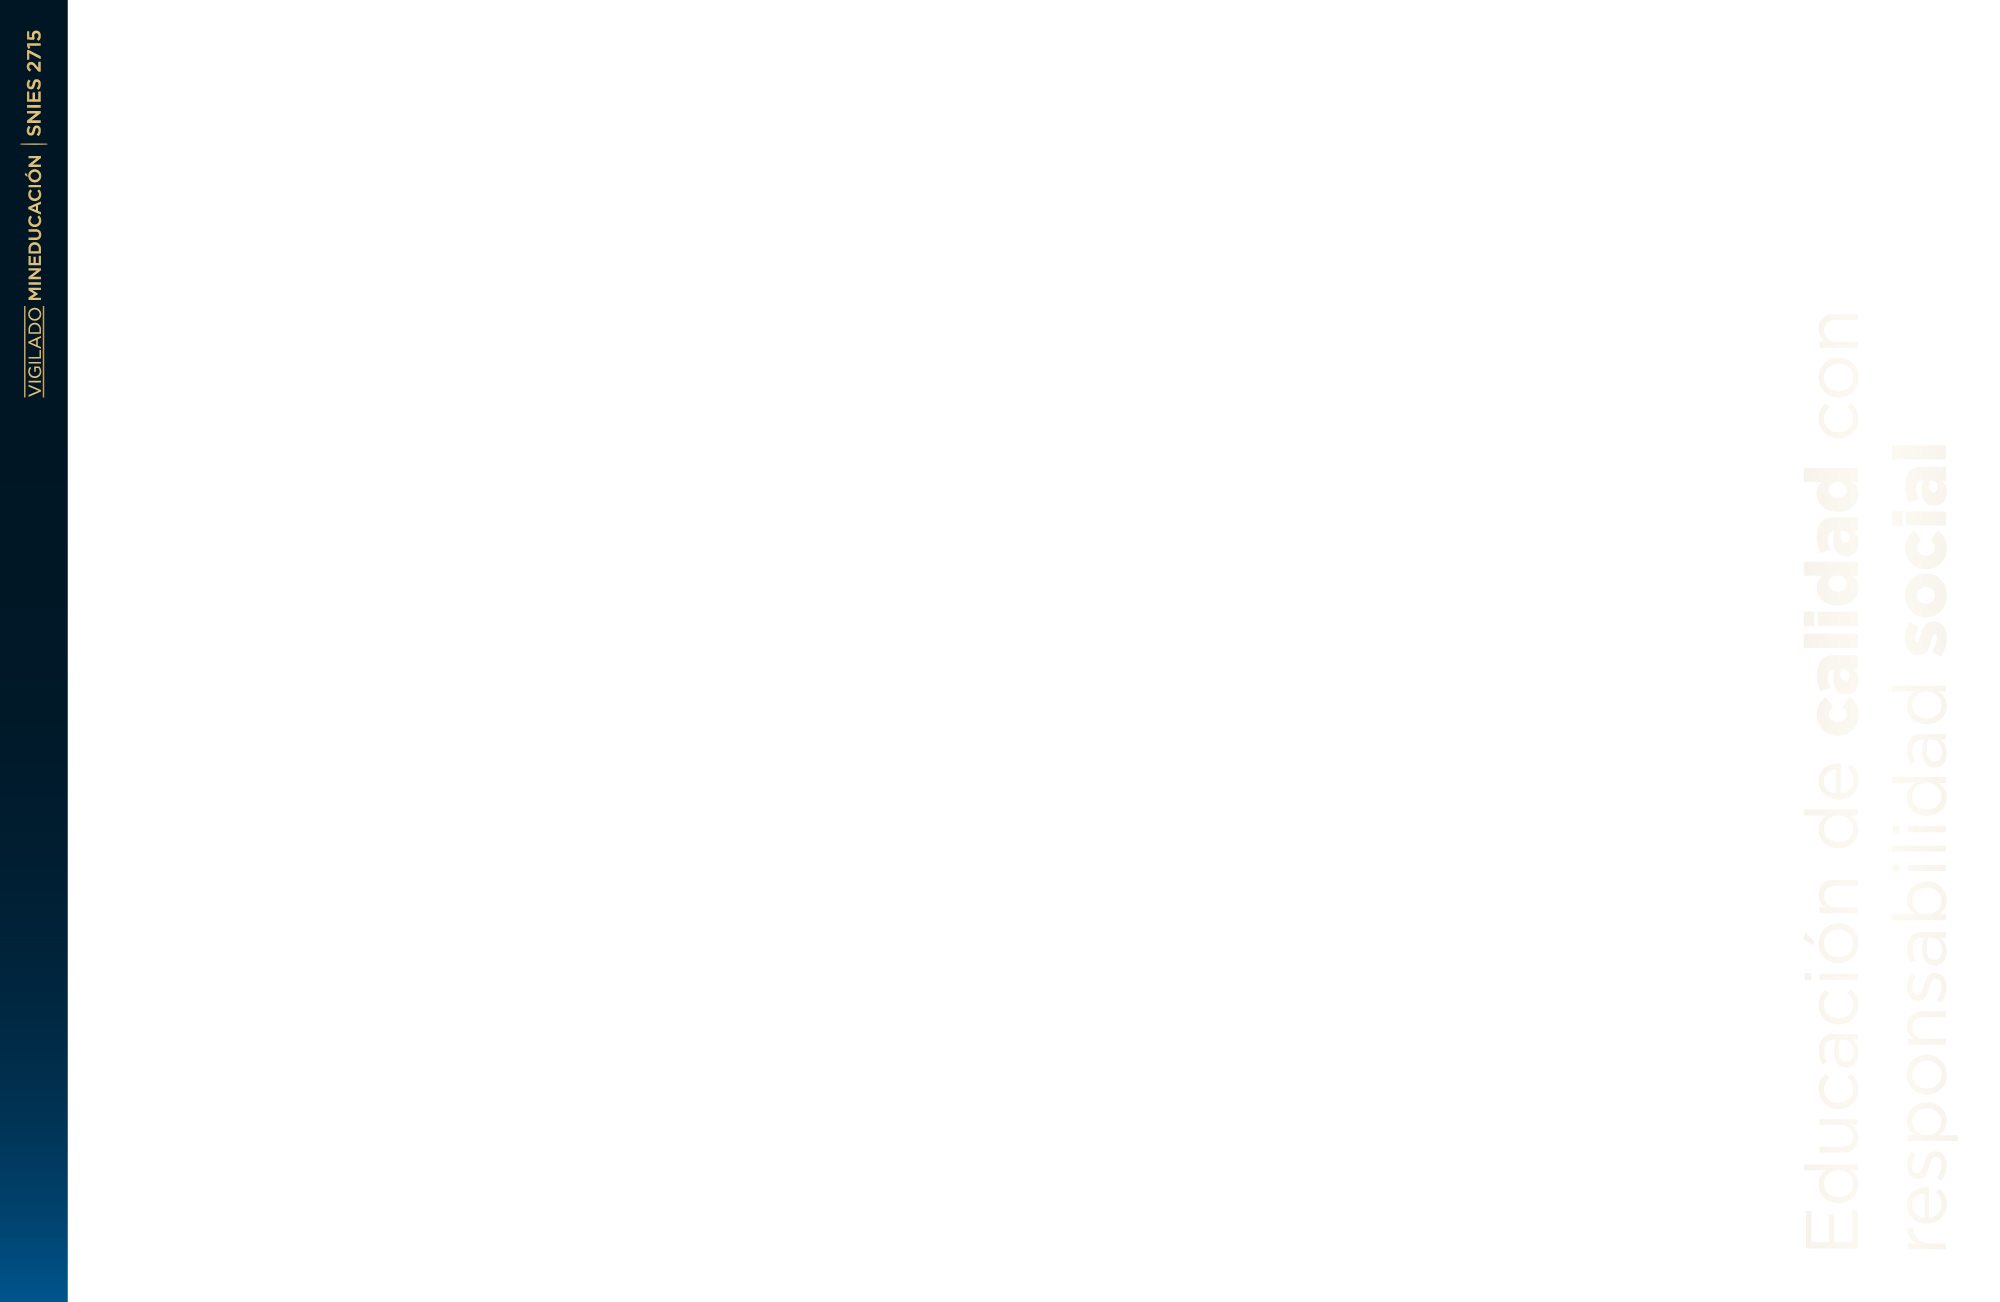 VIGILADO MINEDUCACIÓN | SNIES 2715
Educación de calidad con
responsabilidad social